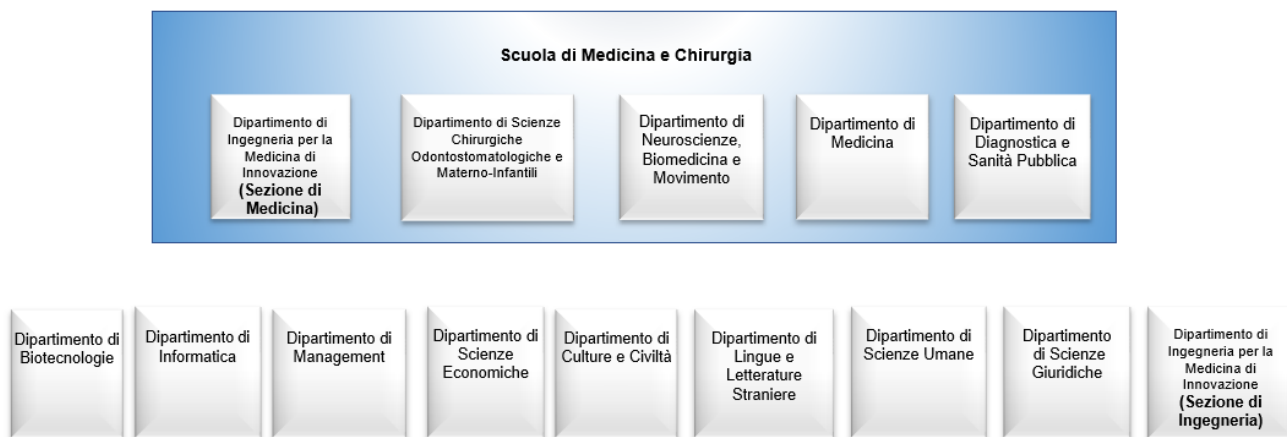 Scuola di Medicina e Chirurgia
Dipartimento di
Ingegneria per la
Medicina di
Innovazione
(Sezione di
Medicina)
Dipartimento di Scienze
Chirurgiche
Odontostomatologiche e
Materno-Infantili
Dipartimento di
Neuroscienze,
Biomedicina e
Movimento
Dipartimento di
Medicina
Dipartimento di
Diagnostica e
Sanità Pubblica
Dipartimento di
Biotecnologie
Dipartimento di
Informatica
Dipartimento di
Management
Dipartimento di
Scienze
Economiche
Dipartimento di
Culture e Civiltà
Dipartimento di
Lingue e
Letterature
Straniere
Dipartimento di
Scienze Umane
Dipartimento
di Scienze
Giuridiche
Dipartimento di
Ingegneria per la
Medicina di
Innovazione
(Sezione di
Ingegneria)